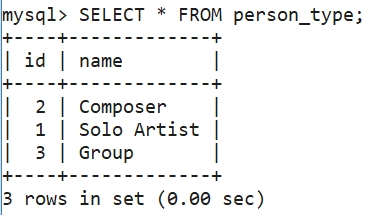 mysql> SELECT * FROM person_type;
+----+-------------+
| id | name        |
+----+-------------+
|  2 | Composer    |
|  1 | Solo Artist |
|  3 | Group       |
+----+-------------+
3 rows in set (0.00 sec)